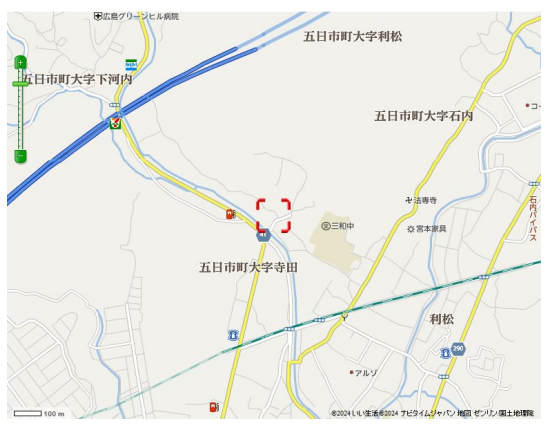 広島グリーンヒル病院
五日市町大字利松
五日市町大字下河内
コー
五日市町大字石内
法専寺
石内バイパス
三和中
宮本家具
41
五日市町大字寺田
利松
290
アルゾ
100 m
©2024 いい生活 ©2024 ナビタイムジャパン 地図 ゼンリン/国土地理院